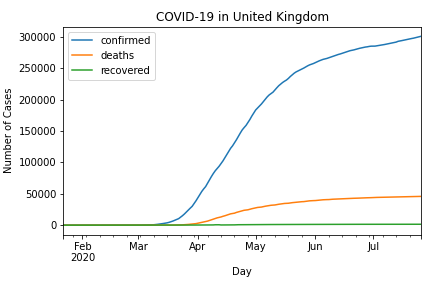 COVID-19 in United Kingdom
confirmed
deaths
recovered
300000
250000
200000
150000
100000
50000
0
Number of Cases
Feb Mar Apr May Jun Jul
2020
Day